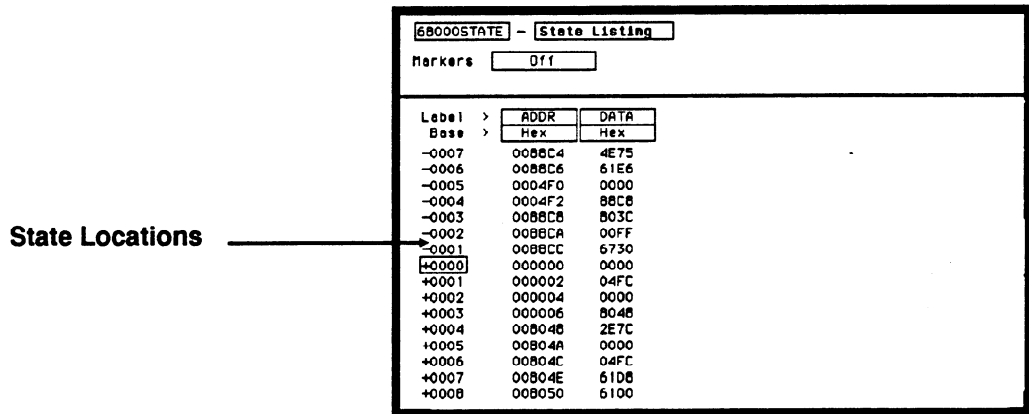 68000STATE - State Listing
Markers Off
Label > ADDR DATA
Base > Hex Hex
-0007 0088C4 4E75
-0006 0088C6 61E6
-0005 0004F0 0000
-0004 0004F2 88C8
-0003 0088C8 B03C
-0002 0088CA 00FF
State Locations
-0001 0088CC 6730
+0000 000000 0000
+0001 000002 04FC
+0002 000004 0000
+0003 000006 8048
+0004 008048 2E7C
+0005 00804A 0000
+0006 00804C 04FC
+0007 00804E 61D8
+0008 008050 6100